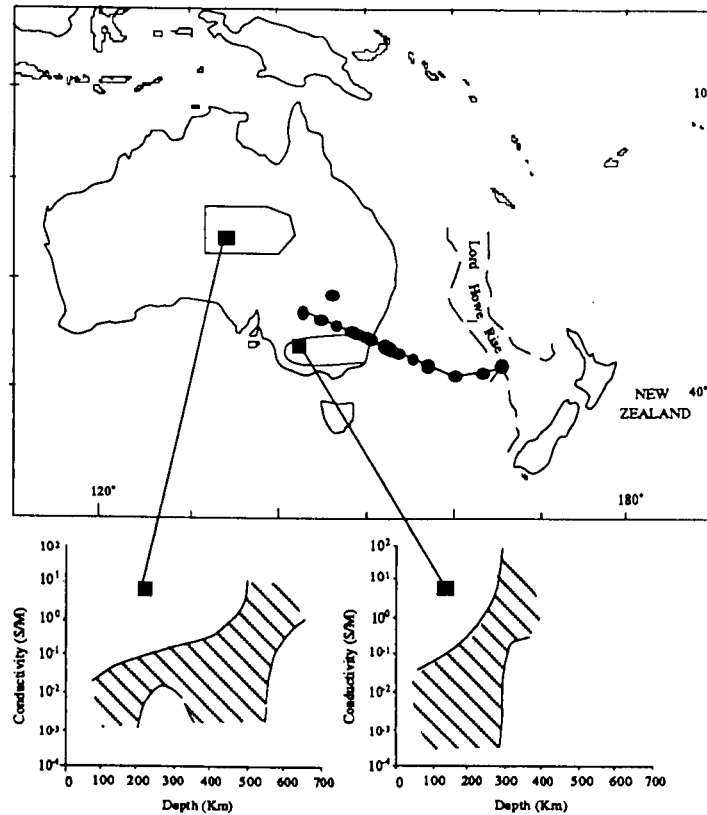 10
Lord Howe Rise
NEW 40°
ZEALAND
120° 180°
10² 10²
10¹ 10¹
10⁰ 10⁰
10⁻¹ 10⁻¹
10⁻² 10⁻²
10⁻³ 10⁻³
10⁻⁴ 10⁻⁴
Conductivity (S/M) Conductivity (S/M)
0 100 200 300 400 500 600 700 0 100 200 300 400 500 600 700
Depth (Km) Depth (Km)